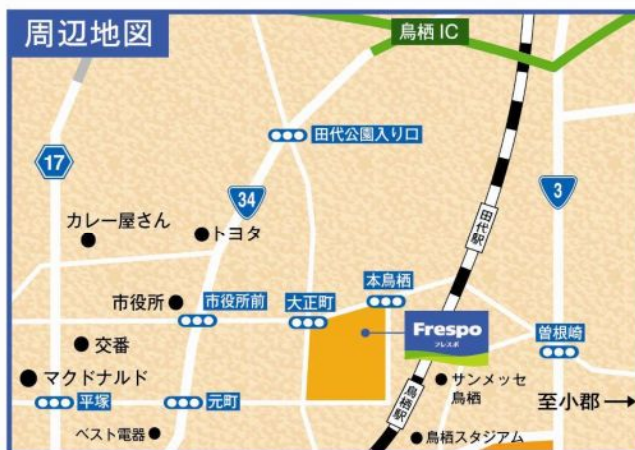 周辺地図
鳥栖 IC
田代公園入り口
17
34
3
田代駅
カレー屋さん
トヨタ
市役所
市役所前
大正町
本鳥栖
Frespo
フレスポ
曽根崎
交番
マクドナルド
サンメッセ
鳥栖
鳥栖駅
至小郡
平塚
元町
ベスト電器
鳥栖スタジアム